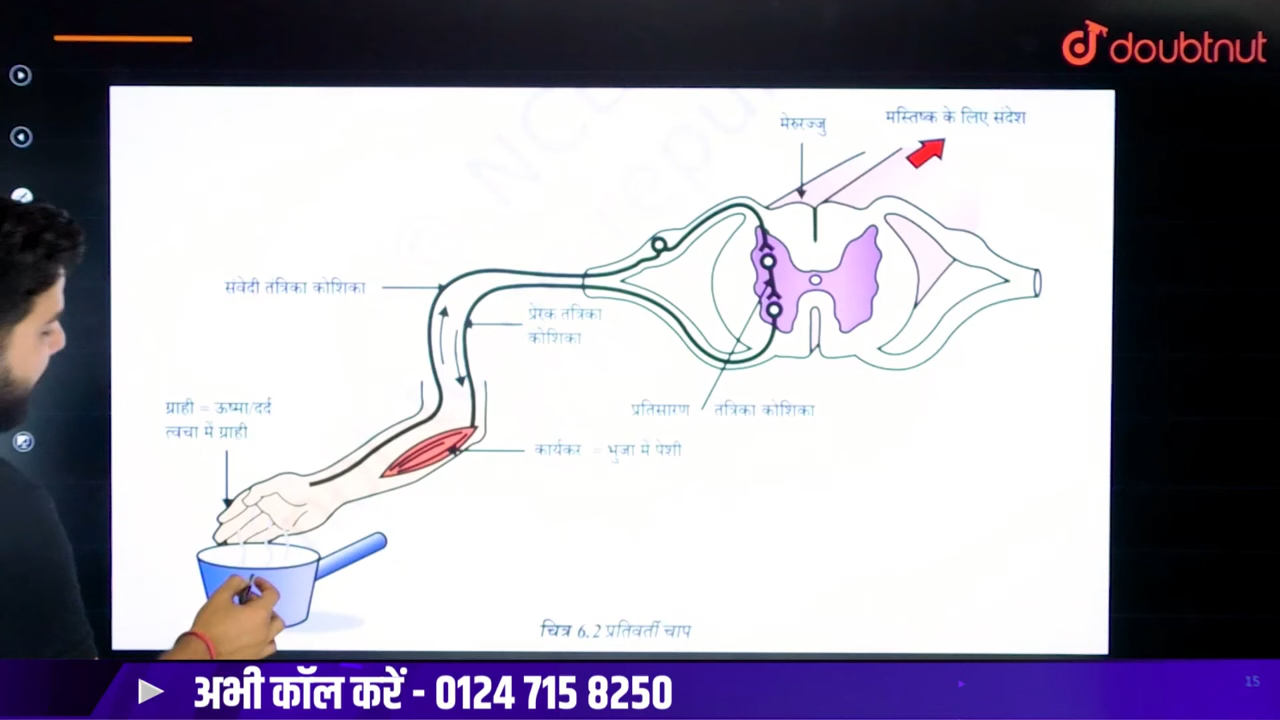 doubtnut
मेरुरज्जु
मस्तिष्क के लिए संदेश
संवेदी तंत्रिका कोशिका
प्रेरक तंत्रिका
कोशिका
ग्राही = ऊष्मा/दर्द
त्वचा में ग्राही
प्रतिसारण तंत्रिका कोशिका
कार्यकर = भुजा में पेशी
चित्र 6.2 प्रतिवर्ती चाप
अभी कॉल करें - 0124 715 8250
15